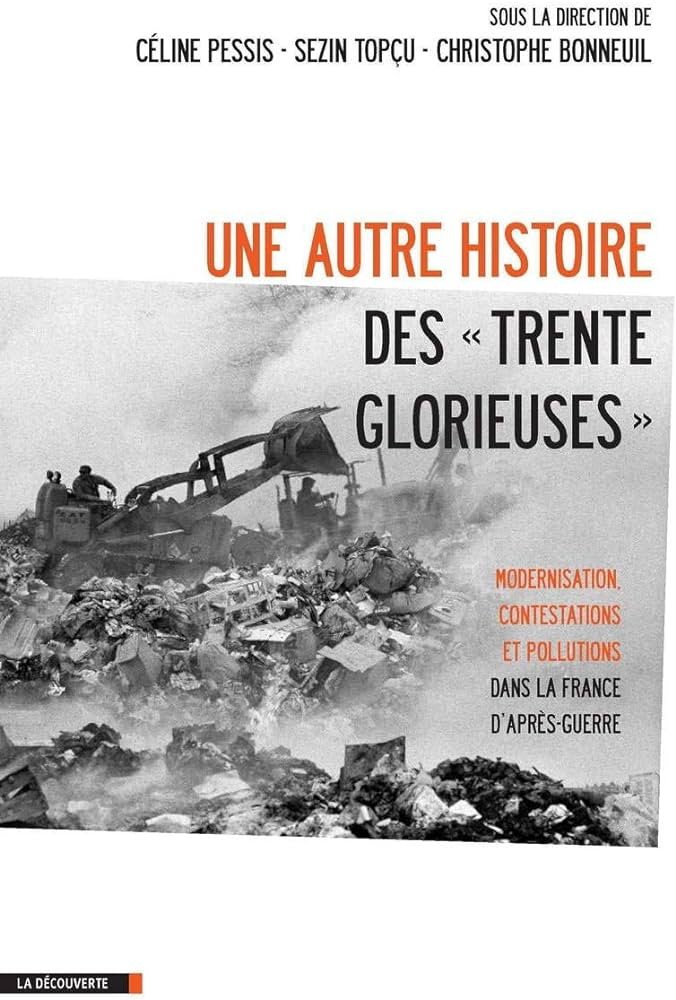 SOUS LA DIRECTION DE
CÉLINE PESSIS - SEZIN TOPÇU - CHRISTOPHE BONNEUIL
UNE AUTRE HISTOIRE
DES « TRENTE
GLORIEUSES »
MODERNISATION,
CONTESTATIONS
ET POLLUTIONS
DANS LA FRANCE
D'APRÈS-GUERRE
LA DÉCOUVERTE